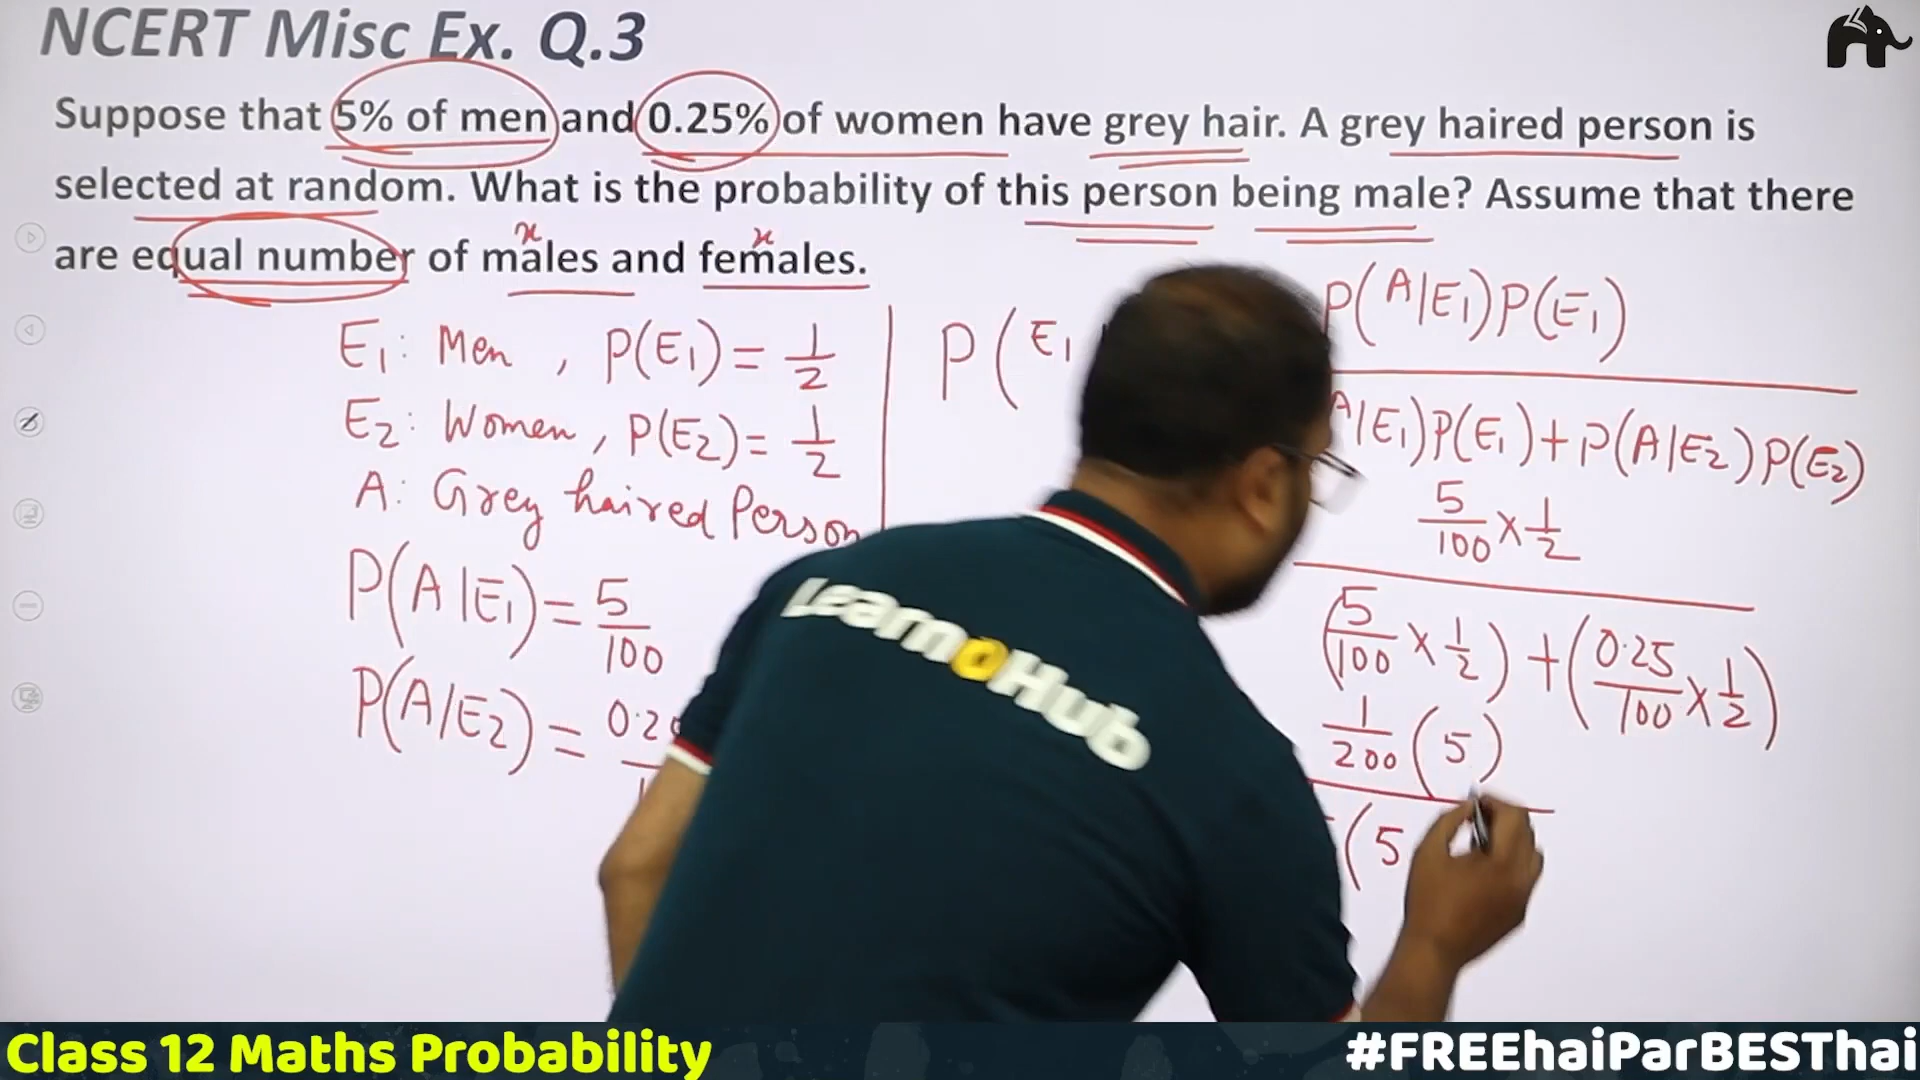 NCERT Misc Ex. Q.3
Suppose that 5% of men and 0.25% of women have grey hair. A grey haired person is
selected at random. What is the probability of this person being male? Assume that there
are equal number of males and females.
x x
E₁: Men , P(E₁) = 1/2
E₂: Women , P(E₂) = 1/2
A: Grey haired Person
P(A|E₁) = 5/100
P(A|E₂) = 0.2
P(E₁
P(A|E₁)P(E₁)
A|E₁)P(E₁) + P(A|E₂)P(E₂)
5/100 × 1/2
(5/100 × 1/2) + (0.25/100 × 1/2)
1/200 (5)
(5
LearnoHub
Class 12 Maths Probability
#FREEhaiParBESThai